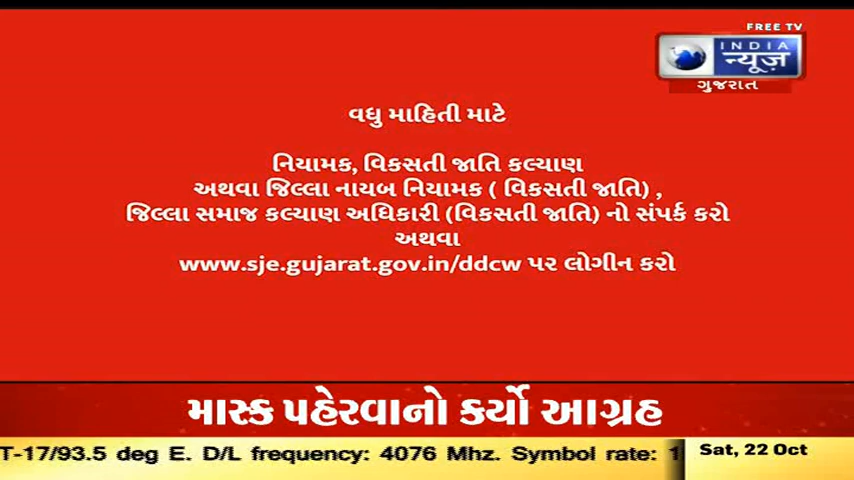 FREE TV
INDIA
न्यूज़
ગુજરાત
વધુ માહિતી માટે
નિયામક, વિકસતી જાતિ કલ્યાણ
અથવા જિલ્લા નાયબ નિયામક ( વિકસતી જાતિ) ,
જિલ્લા સમાજ કલ્યાણ અધિકારી (વિકસતી જાતિ) નો સંપર્ક કરો
અથવા
www.sje.gujarat.gov.in/ddcw પર લોગીન કરો
માસ્ક પહેરવાનો કર્યો આગ્રહ
T-17/93.5 deg E. D/L frequency: 4076 Mhz. Symbol rate: 1
Sat, 22 Oct